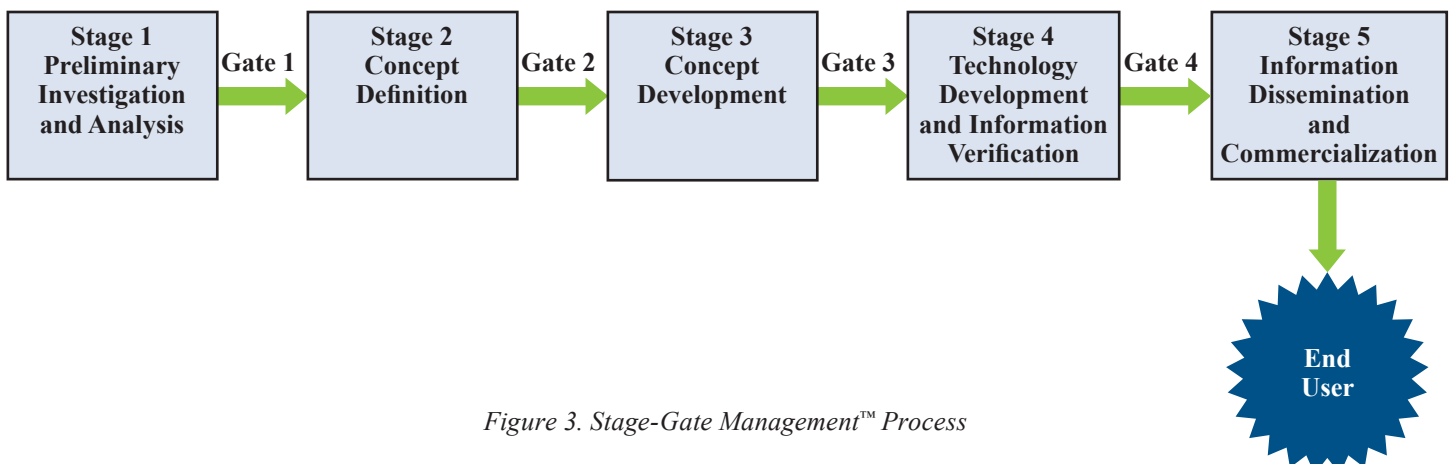 Stage 1
Preliminary
Investigation
and Analysis
Gate 1
Stage 2
Concept
Definition
Gate 2
Stage 3
Concept
Development
Gate 3
Stage 4
Technology
Development
and Information
Verification
Gate 4
Stage 5
Information
Dissemination
and
Commercialization
End
User
Figure 3. Stage-Gate Management™ Process